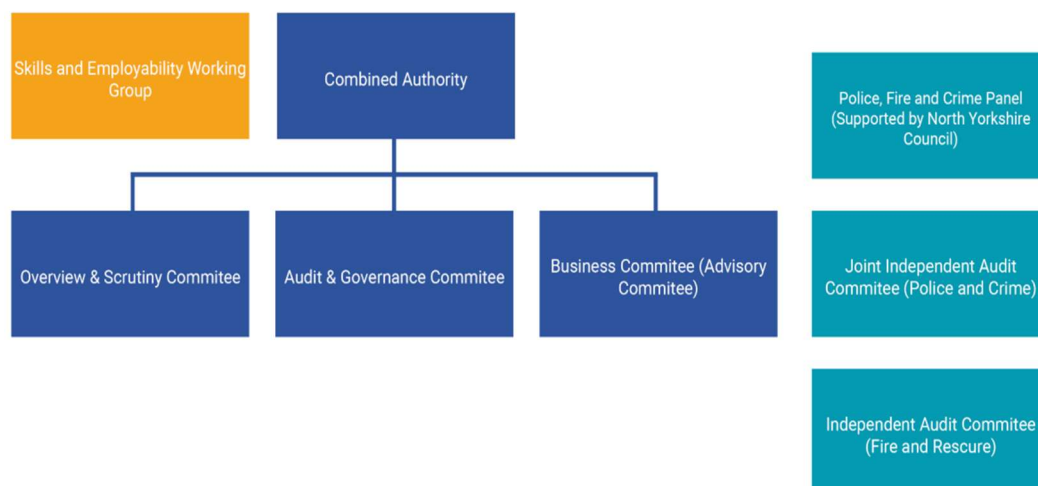 Skills and Employability Working
Group
Combined Authority
Police, Fire and Crime Panel
(Supported by North Yorkshire
Council)
Overview & Scrutiny Commitee
Audit & Governance Commitee
Business Commitee (Advisory
Commitee)
Joint Independent Audit
Commitee (Police and Crime)
Independent Audit Commitee
(Fire and Rescure)